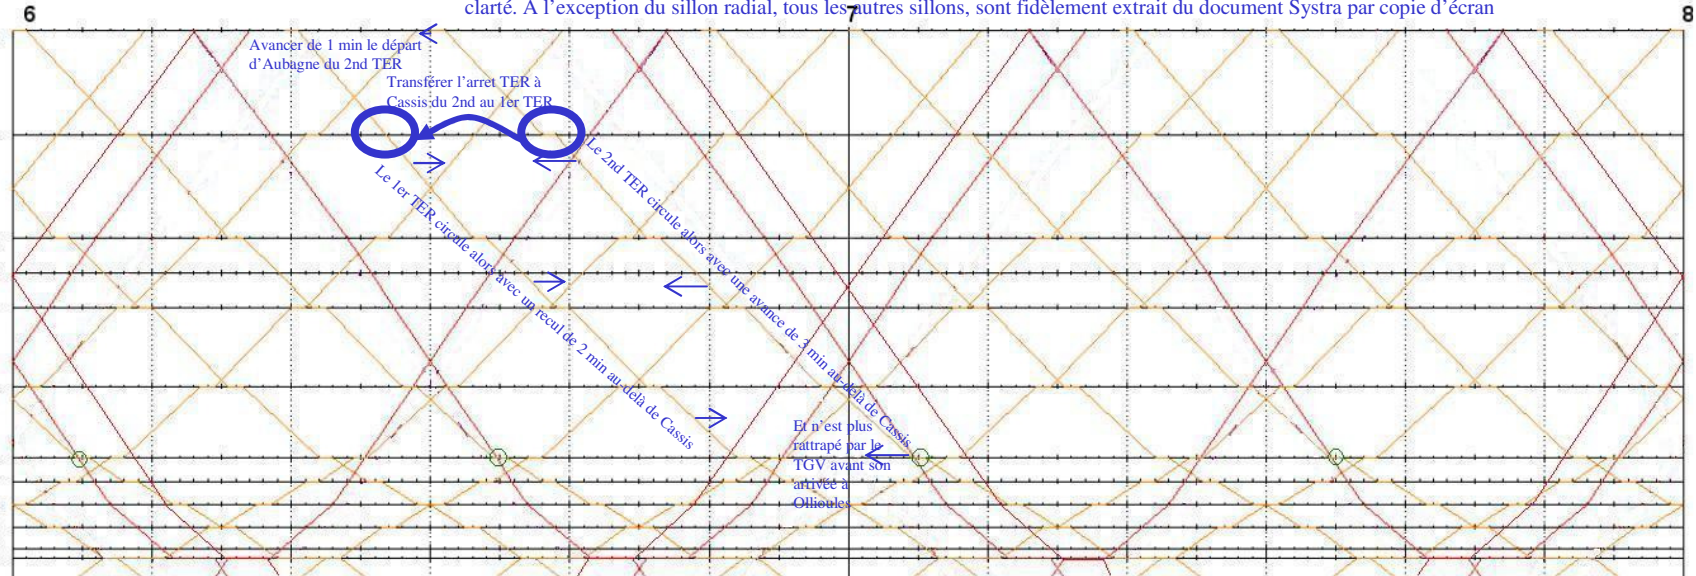 clarté. A l’exception du sillon radial, tous les autres sillons, sont fidèlement extrait du document Systra par copie d’écran
6
7
8
Avancer de 1 min le départ
d’Aubagne du 2nd TER
Transférer l’arret TER à
Cassis du 2nd au 1er TER
Le 1er TER circule alors avec un recul de 2 min au-delà de Cassis
Le 2nd TER circule alors avec une avance de 3 min au-delà de Cassis
Et n’est plus
rattrapé par le
TGV avant son
arrivée à
Ollioules